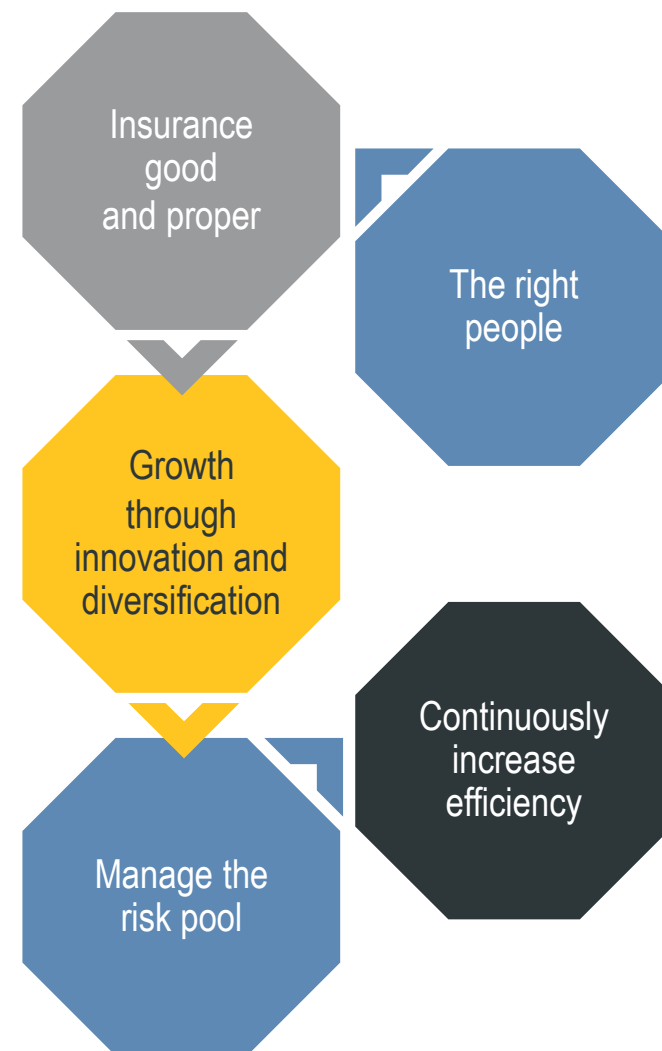 Insurance
good
and proper
The right
people
Growth
through
innovation and
diversification
Continuously
increase
efficiency
Manage the
risk pool